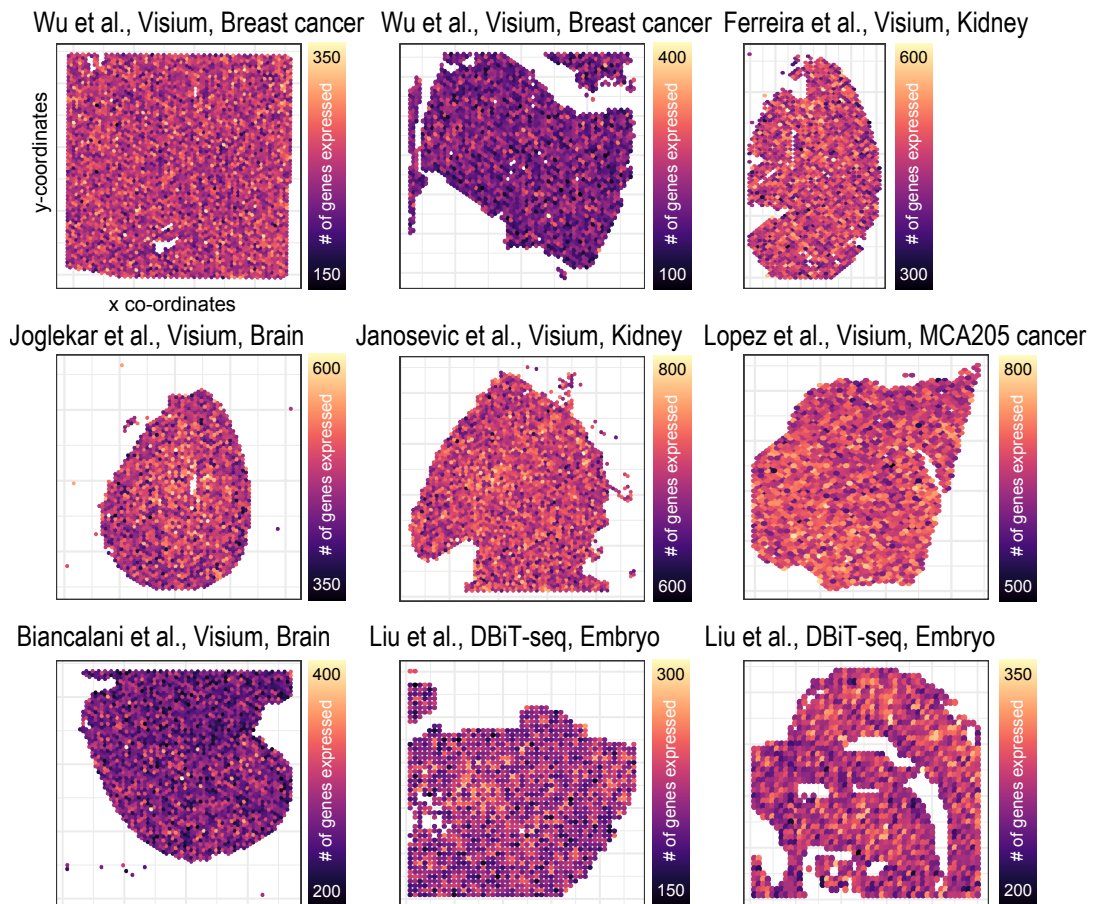 Wu et al., Visium, Breast cancer
Wu et al., Visium, Breast cancer
Ferreira et al., Visium, Kidney
y-coordinates
x co-ordinates
350
# of genes expressed
150
400
# of genes expressed
100
600
# of genes expressed
300
Joglekar et al., Visium, Brain
Janosevic et al., Visium, Kidney
Lopez et al., Visium, MCA205 cancer
600
# of genes expressed
350
800
# of genes expressed
600
800
# of genes expressed
500
Biancalani et al., Visium, Brain
Liu et al., DBiT-seq, Embryo
Liu et al., DBiT-seq, Embryo
400
# of genes expressed
200
300
# of genes expressed
150
350
# of genes expressed
200